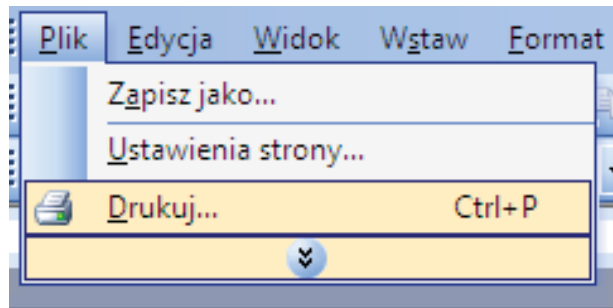 Plik Edycja Widok Wstaw Format
Zapisz jako...
Ustawienia strony...
Drukuj... Ctrl+P